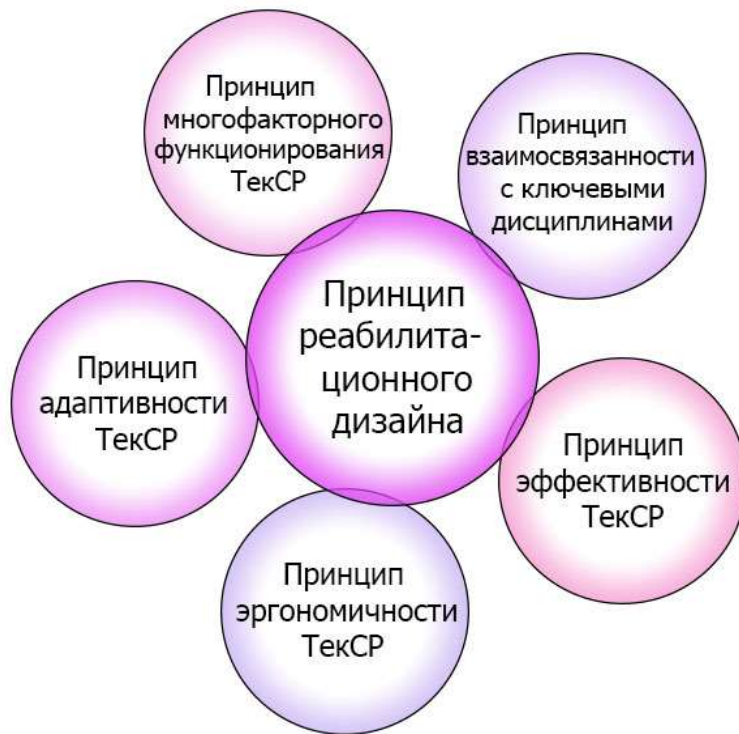 Принцип
многофакторного
функционирования
ТекСР
Принцип
взаимосвязанности
с ключевыми
дисциплинами
Принцип
реабилита-
ционного
дизайна
Принцип
адаптивности
ТекСР
Принцип
эффективности
ТекСР
Принцип
эргономичности
ТекСР